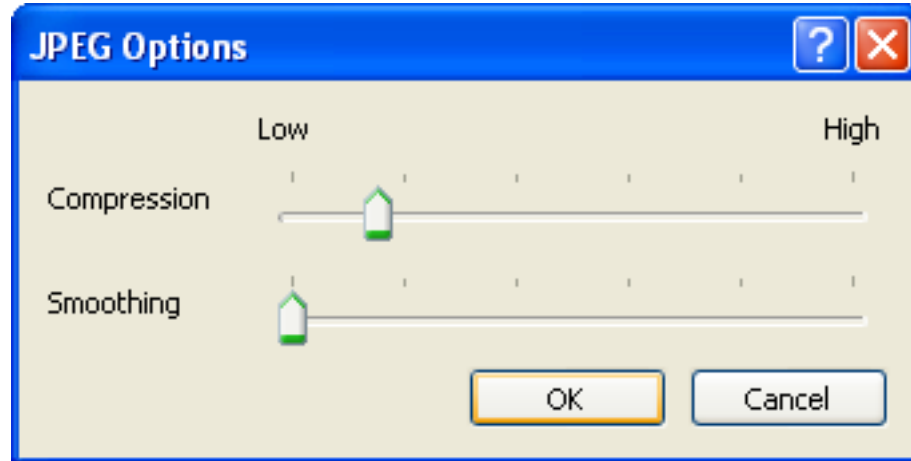 JPEG Options
Low High
Compression
Smoothing
OK Cancel